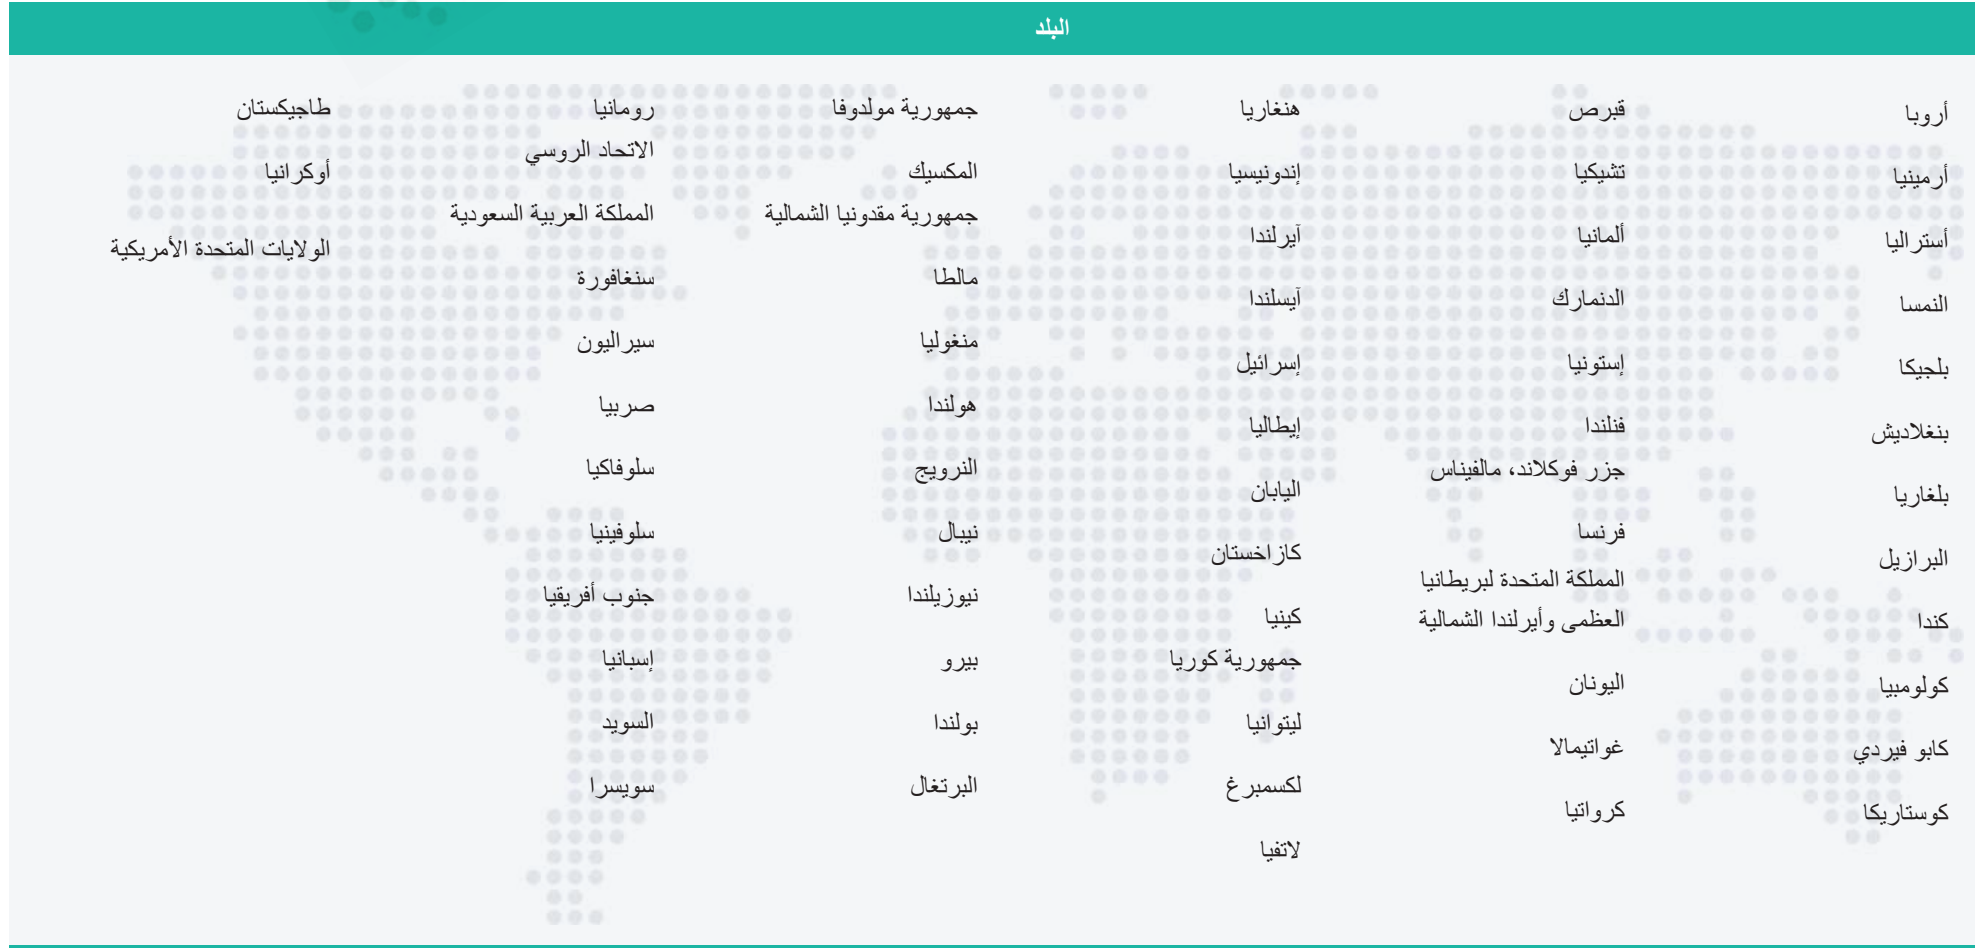 البلد
أروبا
أرمينيا
أستراليا
النمسا
بلجيكا
بنغلاديش
بلغاريا
البرازيل
كندا
كولومبيا
كابو فيردي
كوستاريكا
قبرص
تشيكيا
ألمانيا
الدنمارك
إستونيا
فنلندا
جزر فوكلاند، مالفيناس
فرنسا
المملكة المتحدة لبريطانيا
العظمى وأيرلندا الشمالية
اليونان
غواتيمالا
كرواتيا
هنغاريا
إندونيسيا
آيرلندا
آيسلندا
إسرائيل
إيطاليا
اليابان
كازاخستان
كينيا
جمهورية كوريا
ليتوانيا
لكسمبرغ
لاتفيا
جمهورية مولدوفا
المكسيك
جمهورية مقدونيا الشمالية
مالطا
منغوليا
هولندا
النرويج
نيبال
نيوزيلندا
بيرو
بولندا
البرتغال
رومانيا
الاتحاد الروسي
المملكة العربية السعودية
سنغافورة
سيراليون
صربيا
سلوفاكيا
سلوفينيا
جنوب أفريقيا
إسبانيا
السويد
سويسرا
طاجيكستان
أوكرانيا
الولايات المتحدة الأمريكية